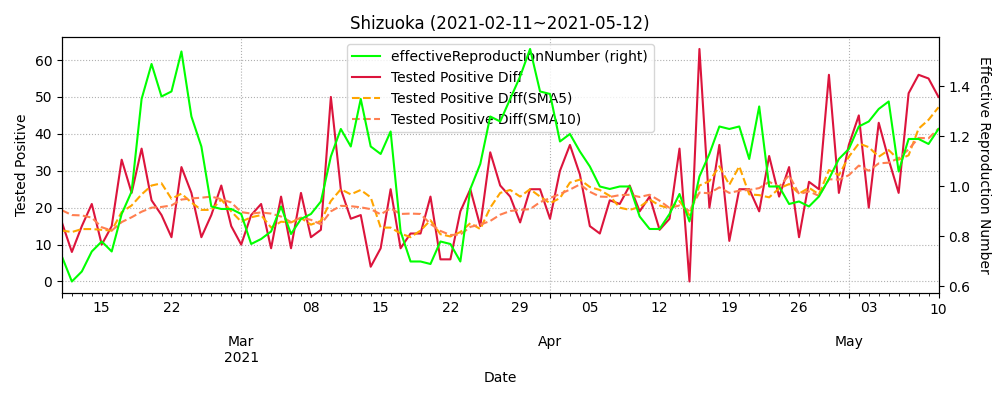 Shizuoka (2021-02-11~2021-05-12)
effectiveReproductionNumber (right)
Tested Positive Diff
Tested Positive Diff(SMA5)
Tested Positive Diff(SMA10)
Tested Positive
60
50
40
30
20
10
0
1.4
1.2
1.0
0.8
0.6
Effective Reproduction Number
15 22 08 15 22 29 05 12 19 26 03 10
Mar Apr May
2021
Date